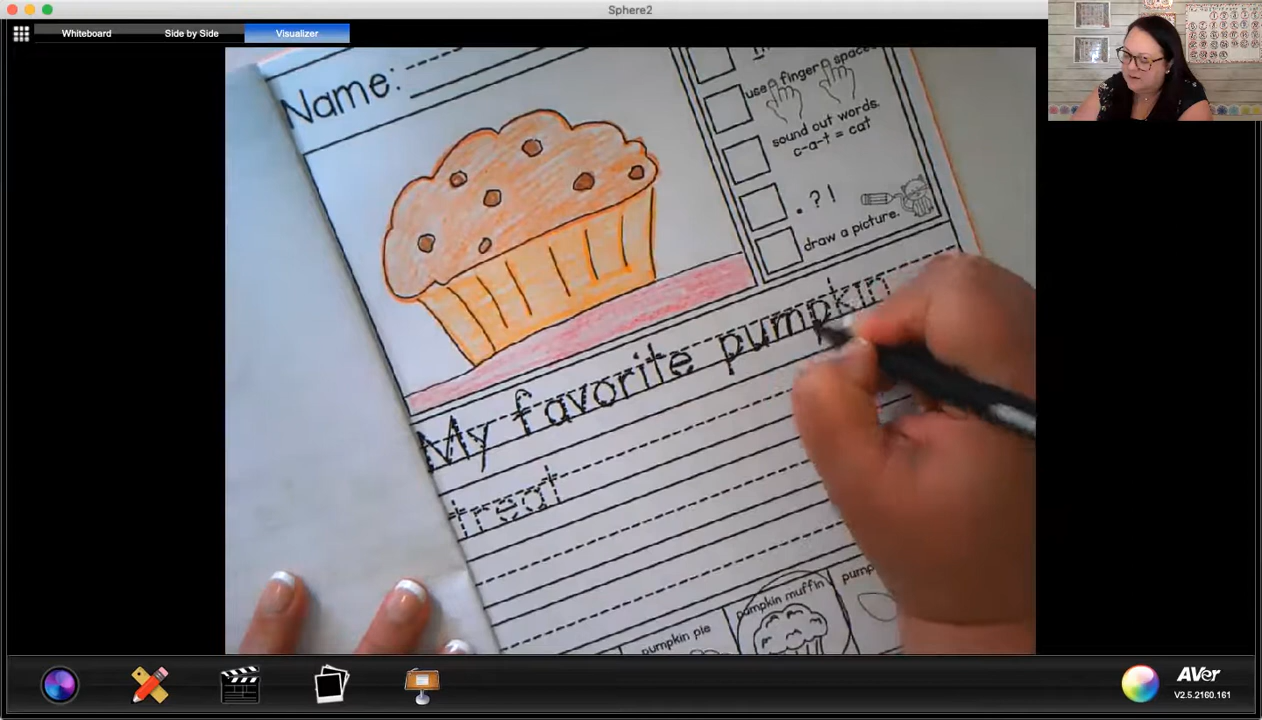 Sphere2
Whiteboard
Side by Side
Visualizer
Name:
use finger spaces
sound out words.
c-a-t = cat
. ? !
draw a picture.
My favorite pumpkin
treat
pumpkin pie
pumpkin muffin
AVer
V2.5.2160.161